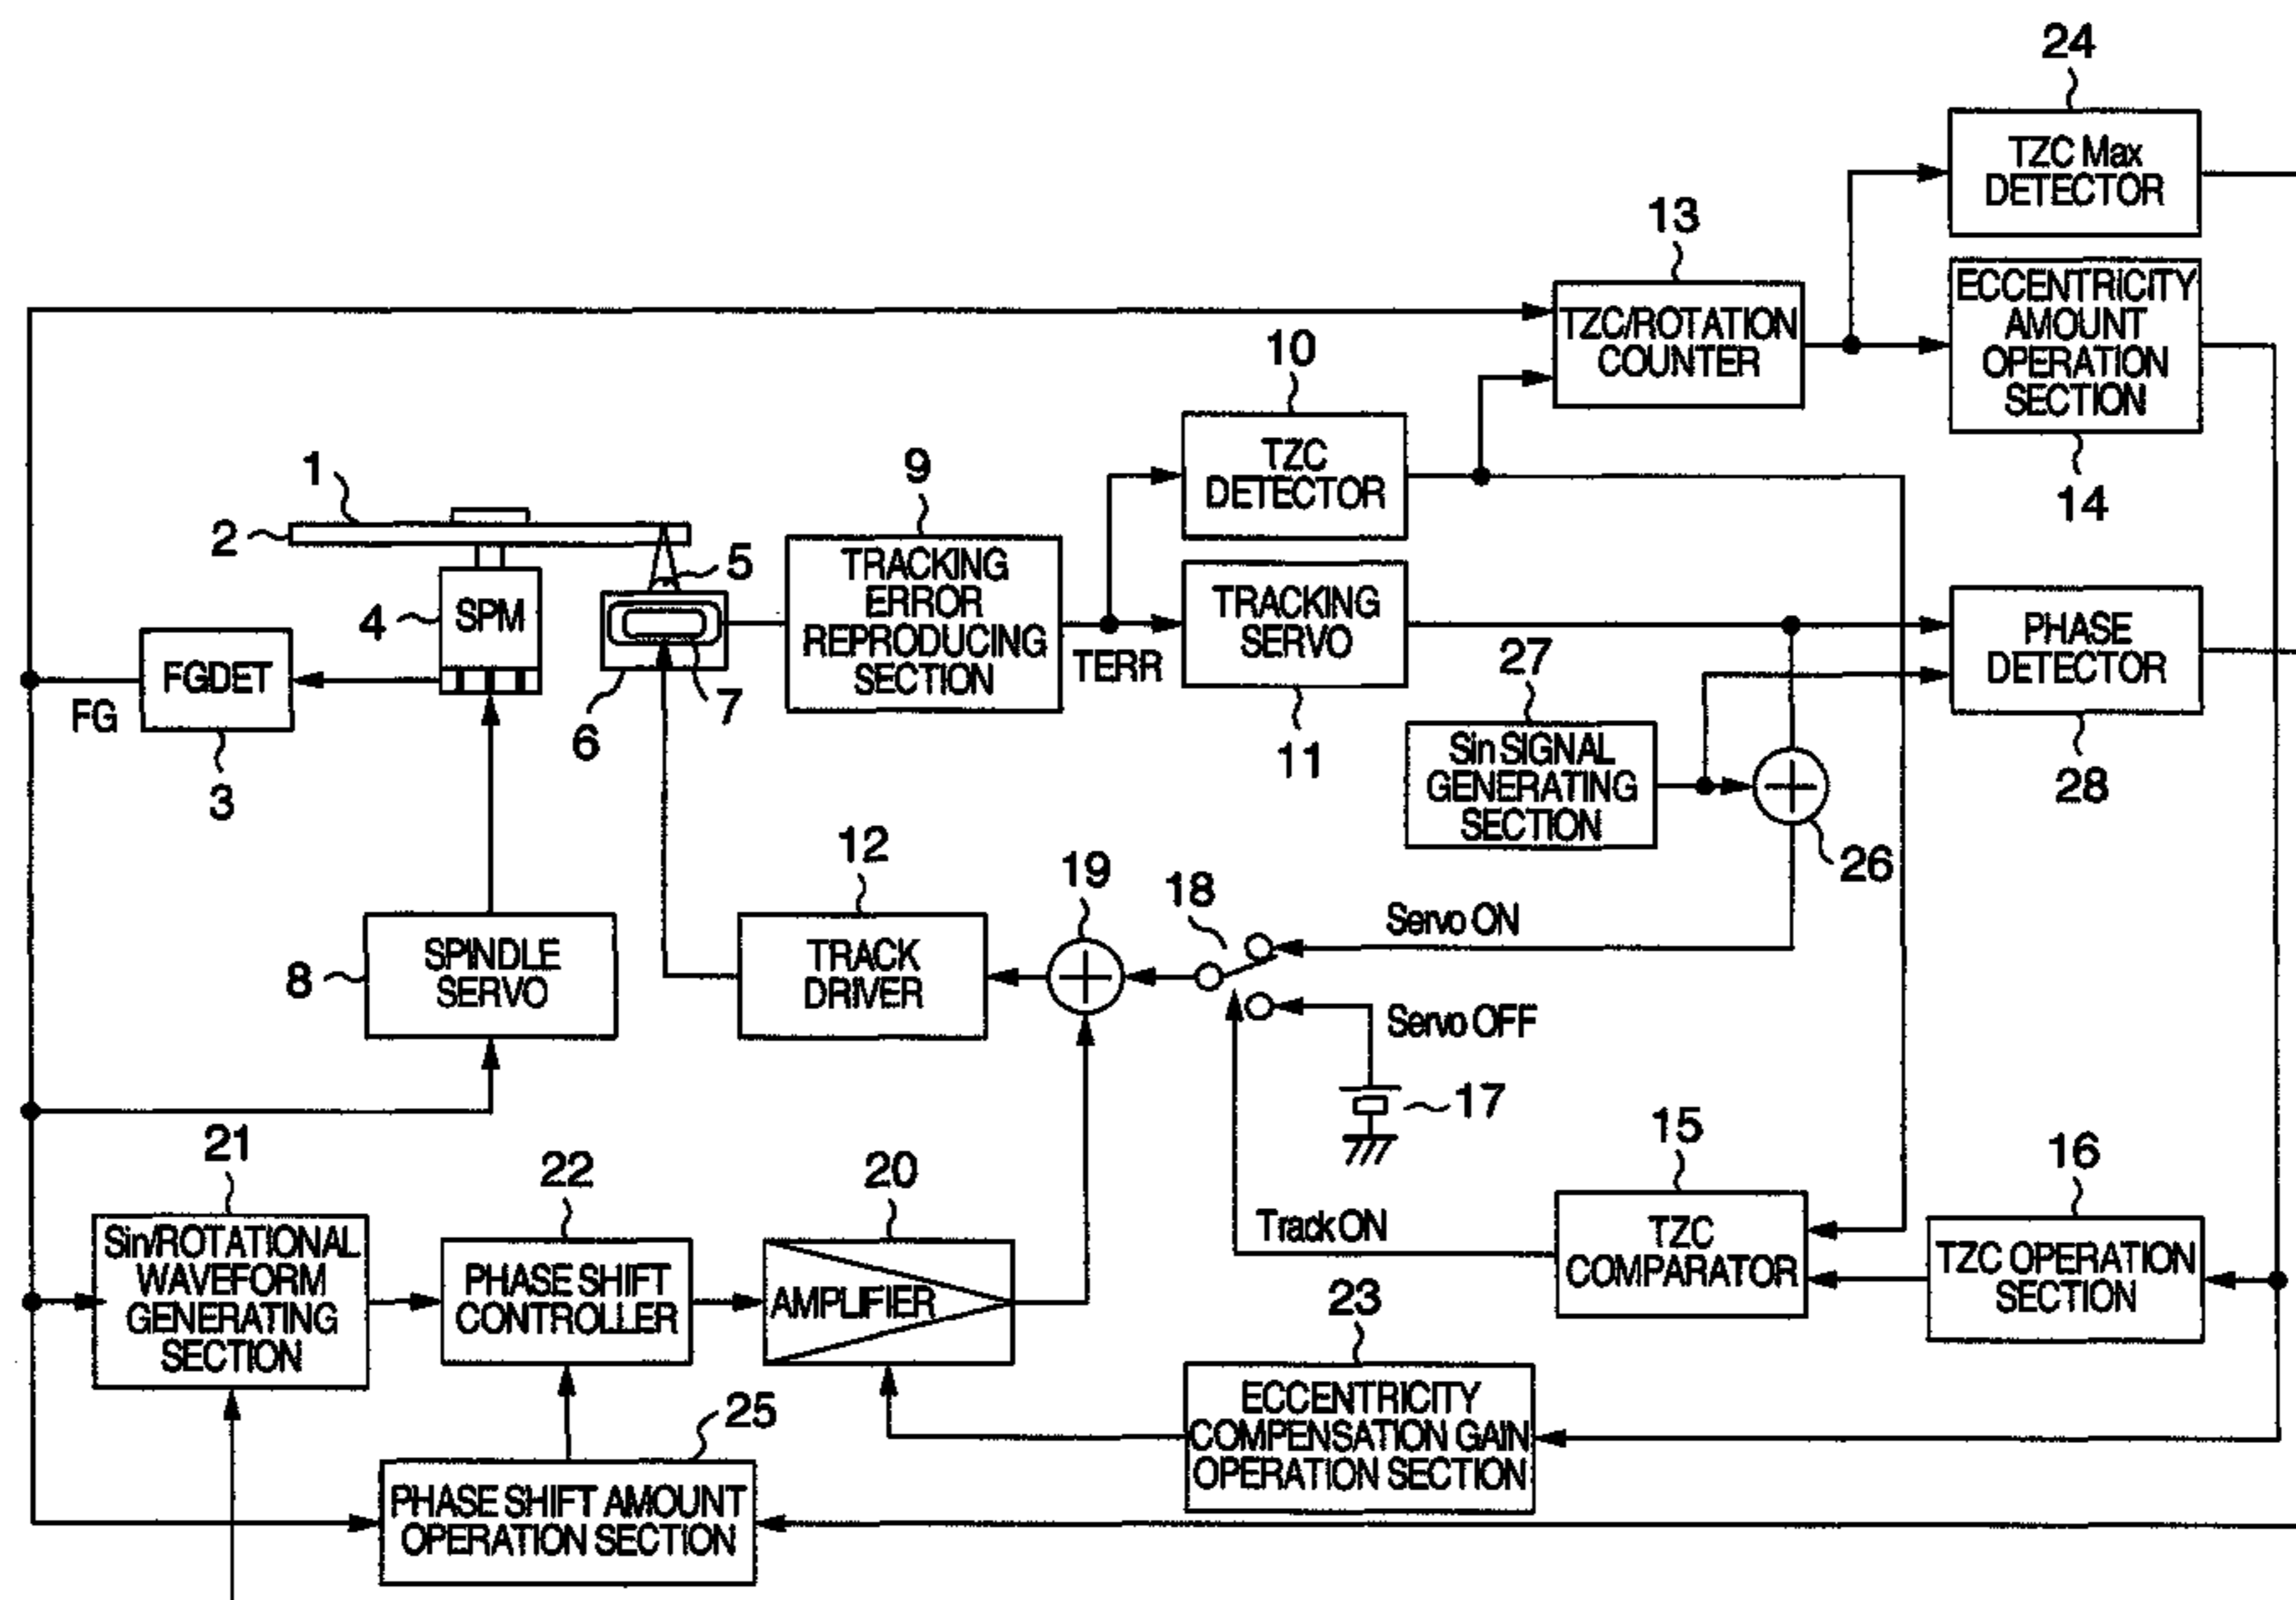 24
TZC Max
DETECTOR
13
TZC/ROTATION
COUNTER
ECCENTRICITY
AMOUNT
OPERATION
SECTION
14
10
TZC
DETECTOR
9
TRACKING
ERROR
REPRODUCING
SECTION
TERR
1
2
5
4
SPM
6
7
FGDET
FG
3
TRACKING
SERVO
11
27
Sin SIGNAL
GENERATING
SECTION
PHASE
DETECTOR
28
26
12
TRACK
DRIVER
19
18
Servo ON
Servo OFF
17
8
SPINDLE
SERVO
21
Sin/ROTATIONAL
WAVEFORM
GENERATING
SECTION
22
PHASE SHIFT
CONTROLLER
20
AMPLIFIER
Track ON
15
TZC
COMPARATOR
16
TZC OPERATION
SECTION
23
ECCENTRICITY
COMPENSATION GAIN
OPERATION SECTION
25
PHASE SHIFT AMOUNT
OPERATION SECTION